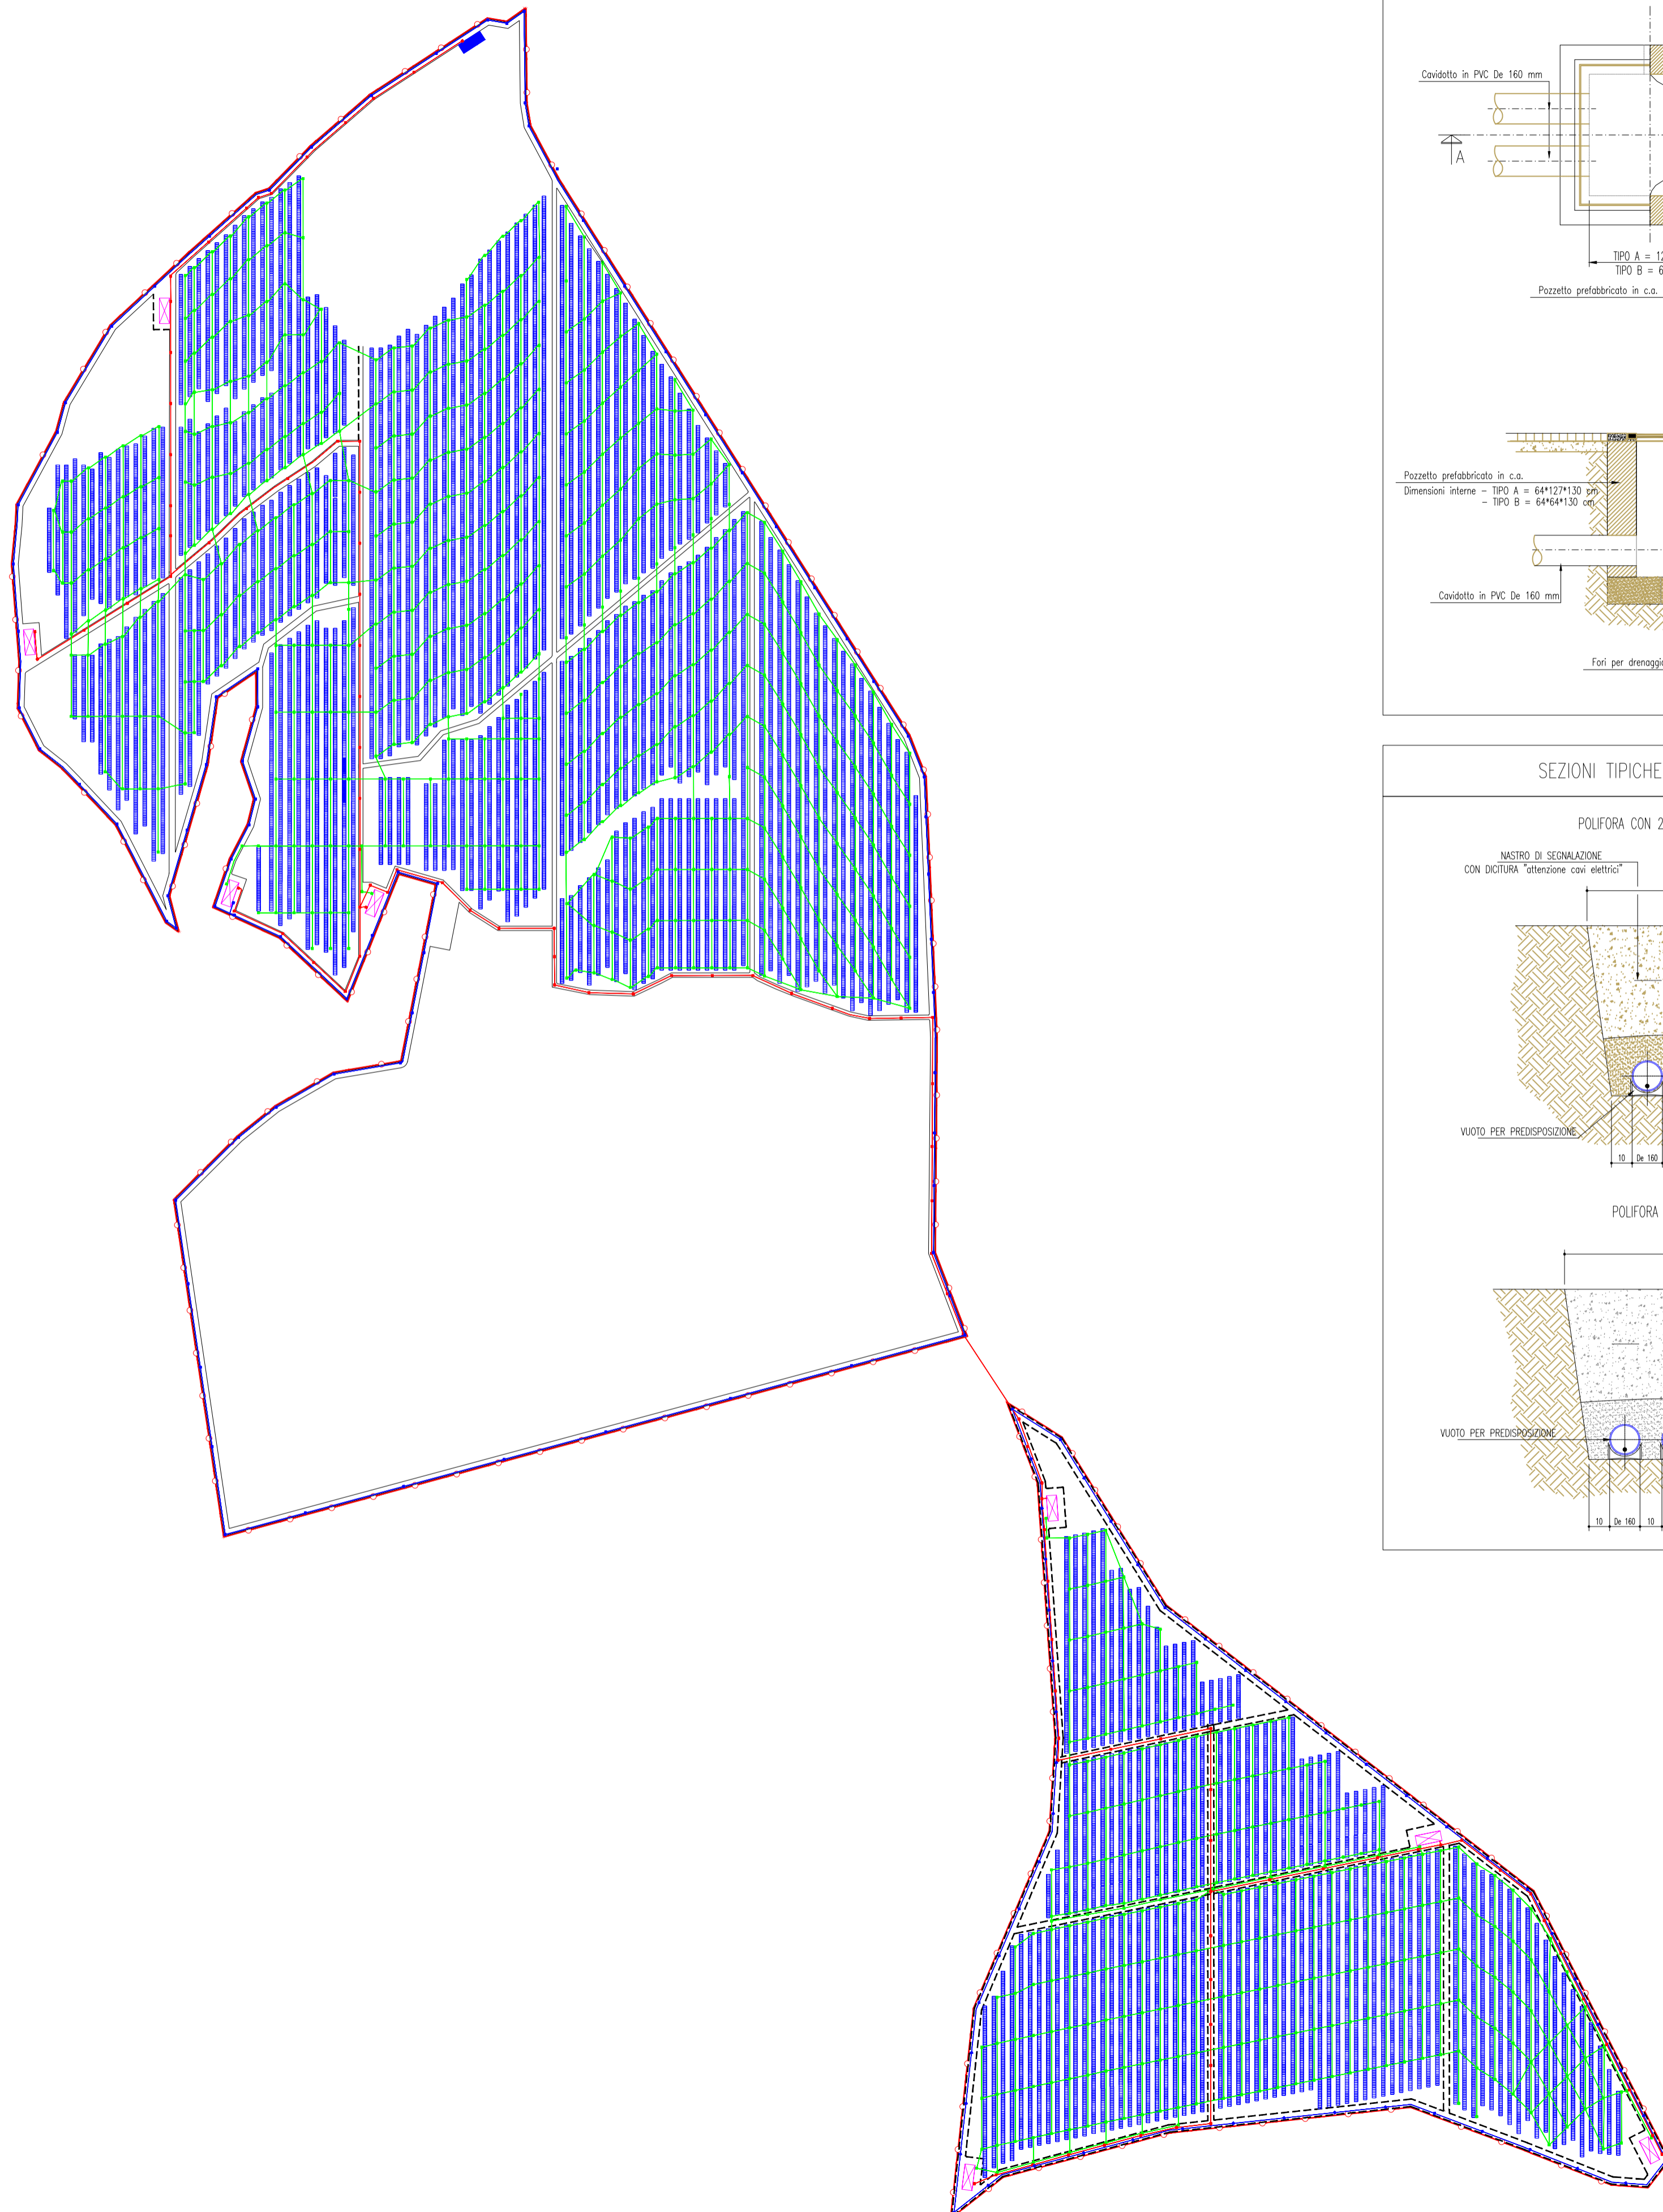 Cavidotto in PVC De 160 mm
A
TIPO A = 12
TIPO B = 6
Pozzetto prefabbricato in c.a.
Pozzetto prefabbricato in c.a.
Dimensioni interne - TIPO A = 64*127*130 cm
- TIPO B = 64*64*130 cm
Cavidotto in PVC De 160 mm
Fori per drenaggio
SEZIONI TIPICHE
POLIFORA CON 2
NASTRO DI SEGNALAZIONE
CON DICITURA "attenzione cavi elettrici"
VUOTO PER PREDISPOSIZIONE
10 De 160
POLIFORA
VUOTO PER PREDISPOSIZIONE
10 De 160 10